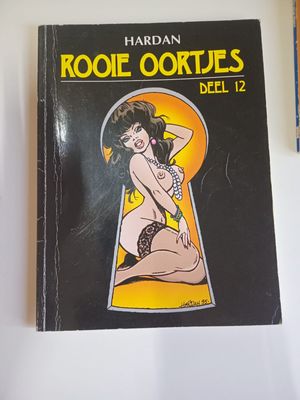 HARDAN
ROOIE OORTJES
DEEL 12